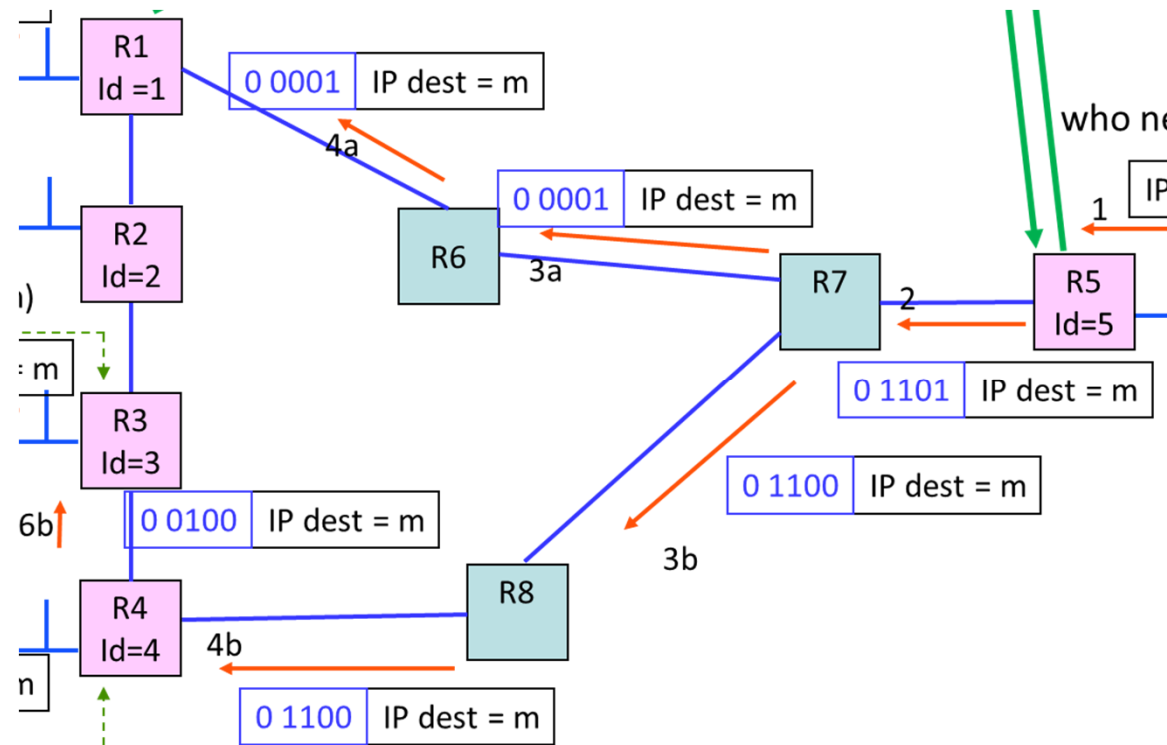 R1
Id =1
0 0001 IP dest = m
4a
who ne
0 0001 IP dest = m
IP
1
R2
Id=2
R6
3a
R7
2
R5
Id=5
)
= m
0 1101 IP dest = m
R3
Id=3
0 1100 IP dest = m
6b
0 0100 IP dest = m
3b
R8
R4
Id=4
4b
m
0 1100 IP dest = m